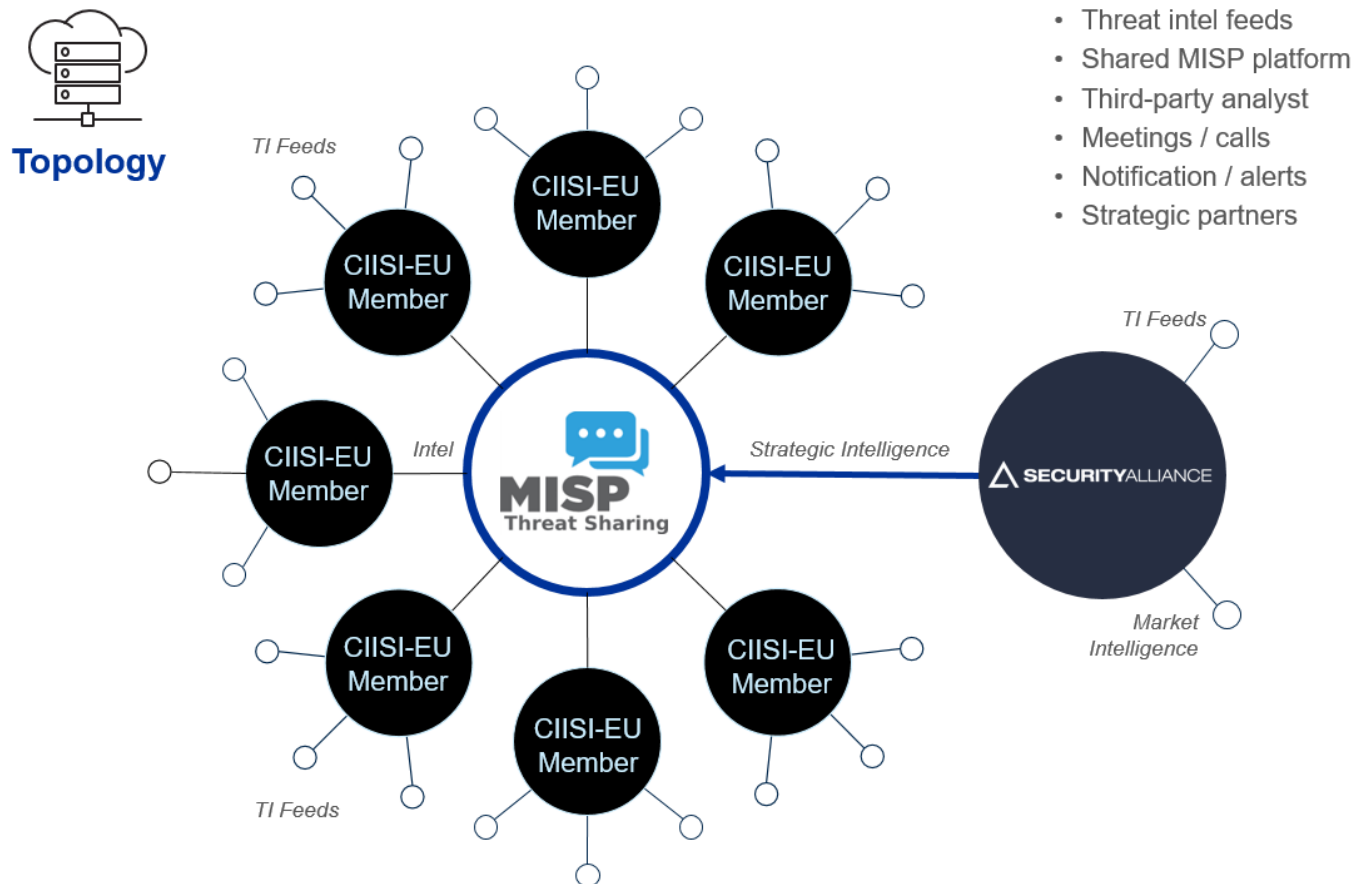 Topology
• Threat intel feeds
• Shared MISP platform
• Third-party analyst
• Meetings / calls
• Notification / alerts
• Strategic partners
TI Feeds
CIISI-EU
Member
CIISI-EU
Member
CIISI-EU
Member
CIISI-EU
Member
Intel
MISP
Threat Sharing
Strategic Intelligence
TI Feeds
SECURITYALLIANCE
Market
Intelligence
CIISI-EU
Member
CIISI-EU
Member
CIISI-EU
Member
TI Feeds